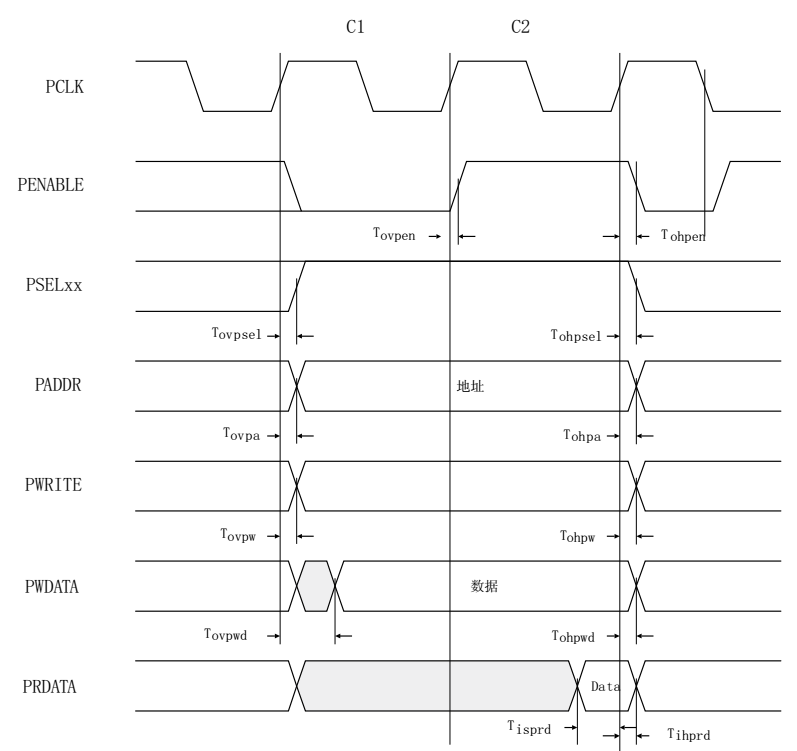 C1 C2
PCLK
PENABLE
Tovpen Tohpen
PSELxx
Tovpsel Tohpsel
PADDR 地址
Tovpa Tohpa
PWRITE
Tovpw Tohpw
PWDATA 数据
Tovpwd Tohpwd
PRDATA Data
Tisprd Tihprd